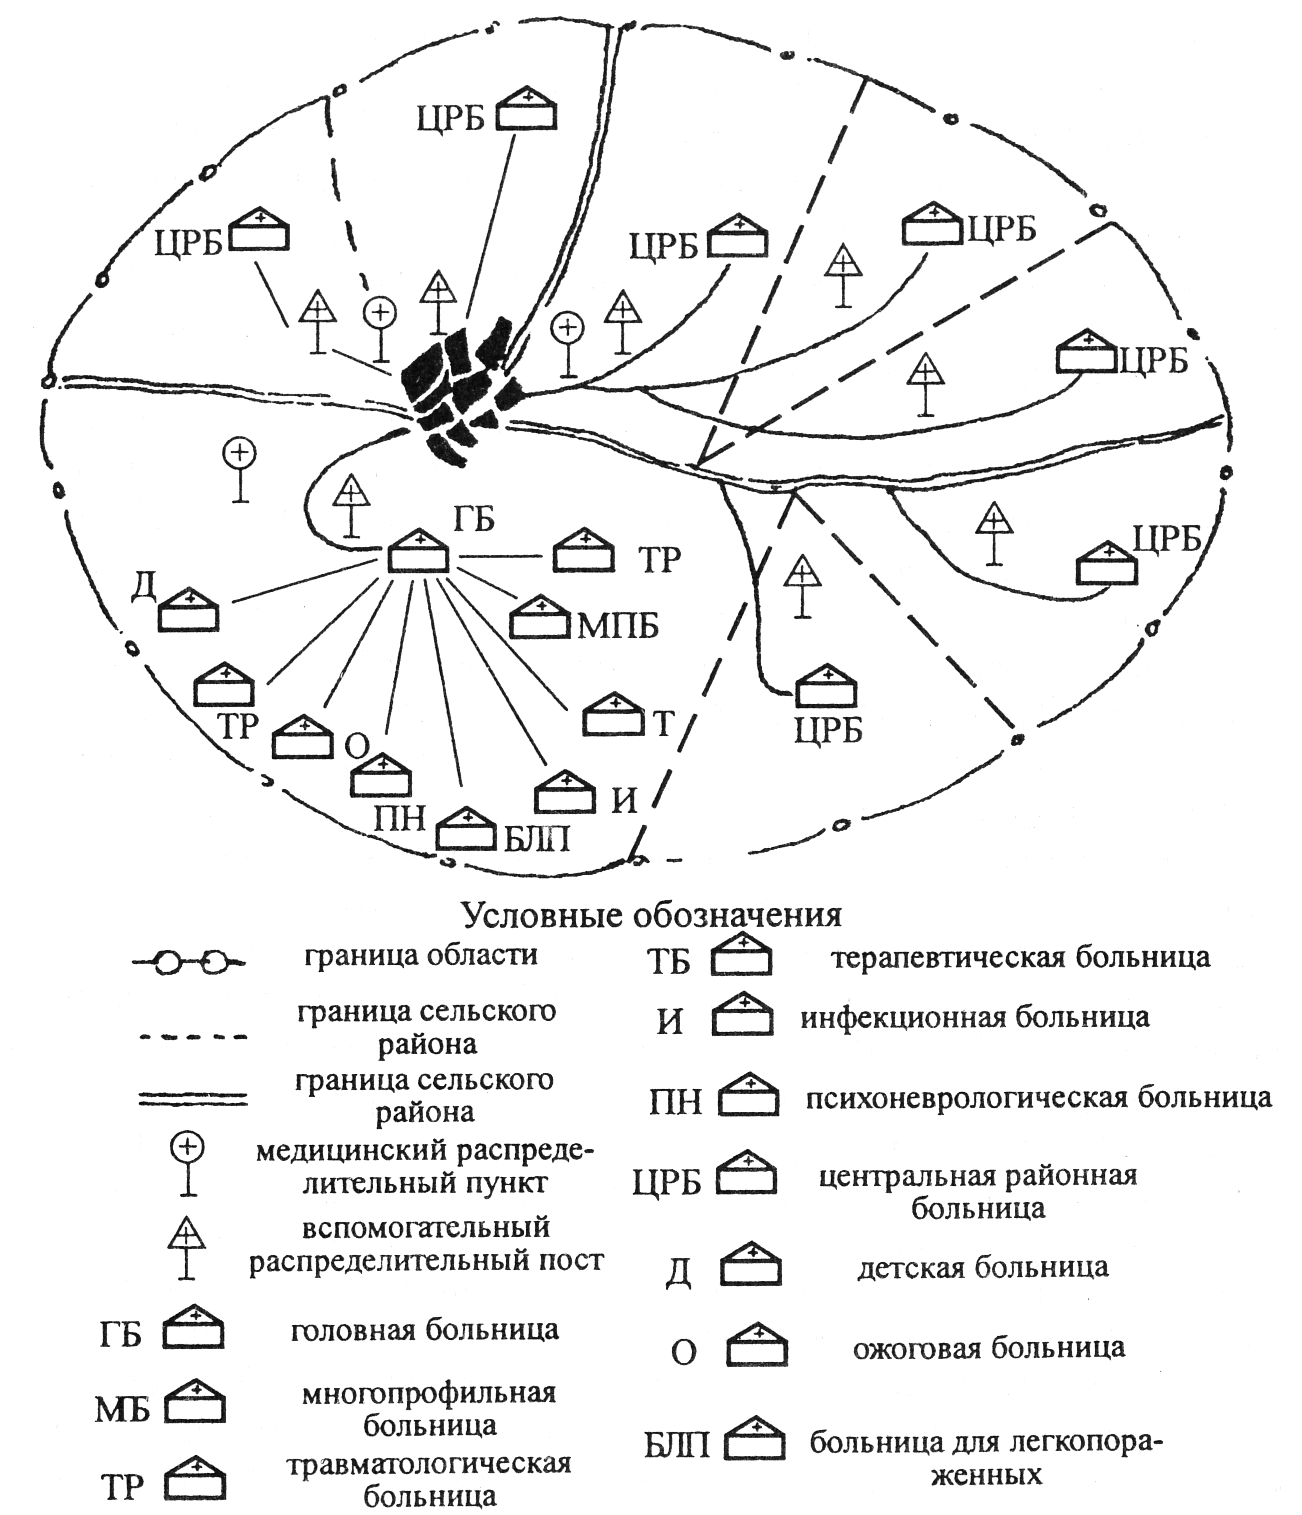 ЦРБ
ЦРБ
ЦРБ
ЦРБ
ЦРБ
ГБ
ЦРБ
ТР
Д
МПБ
ТР
Т
ЦРБ
О
ПН
И
БЛП
Условные обозначения
граница области
граница сельского
района
граница сельского
района
медицинский распреде-
лительный пункт
вспомогательный
распределительный пост
ГБ
головная больница
МБ
многопрофильная
больница
ТР
травматологическая
больница
ТБ
терапевтическая больница
И
инфекционная больница
ПН
психоневрологическая больница
ЦРБ
центральная районная
больница
Д
детская больница
О
ожоговая больница
БЛП
больница для легкопора-
женных